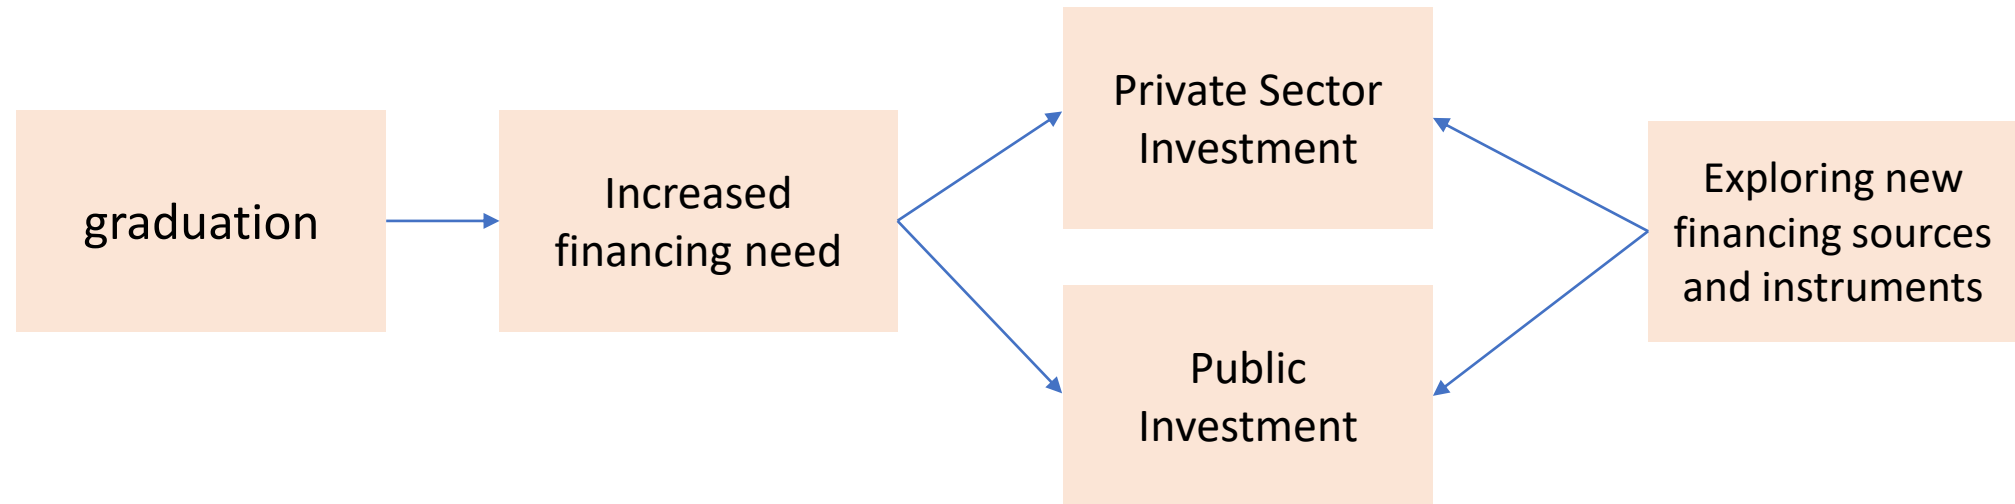 graduation
Increased
financing need
Private Sector
Investment
Public
Investment
Exploring new
financing sources
and instruments